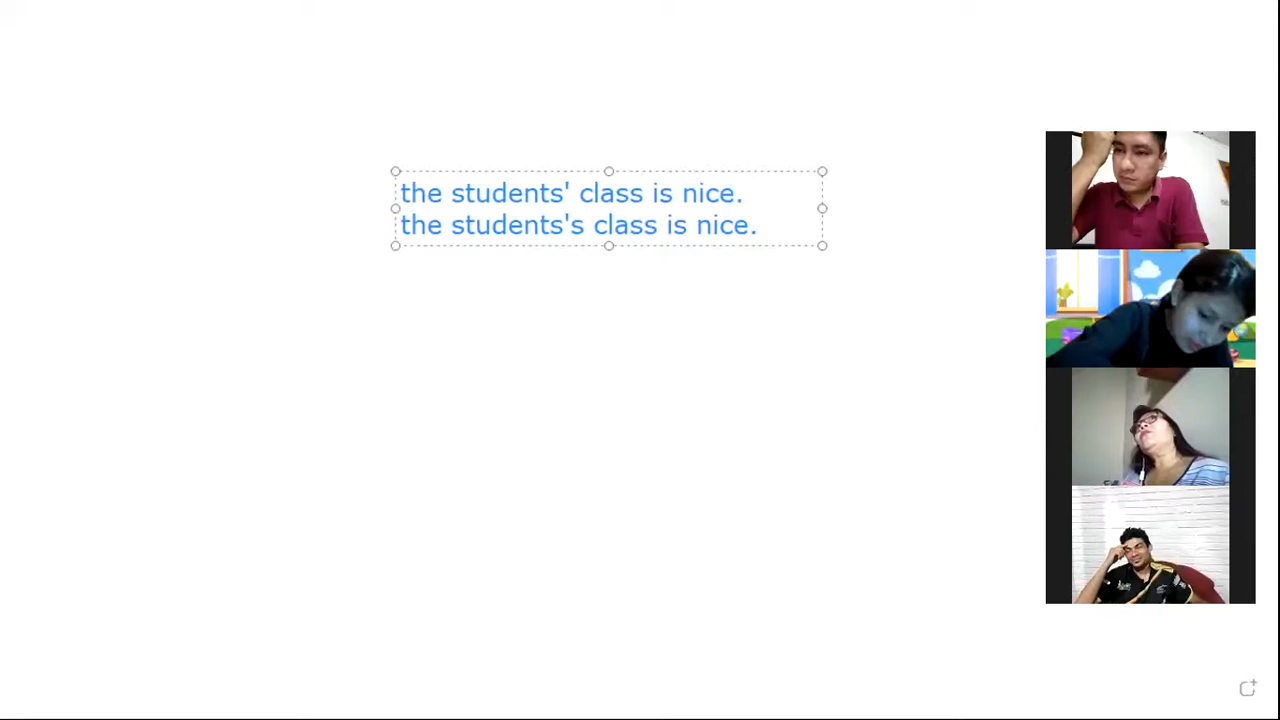 the students' class is nice.
the students's class is nice.